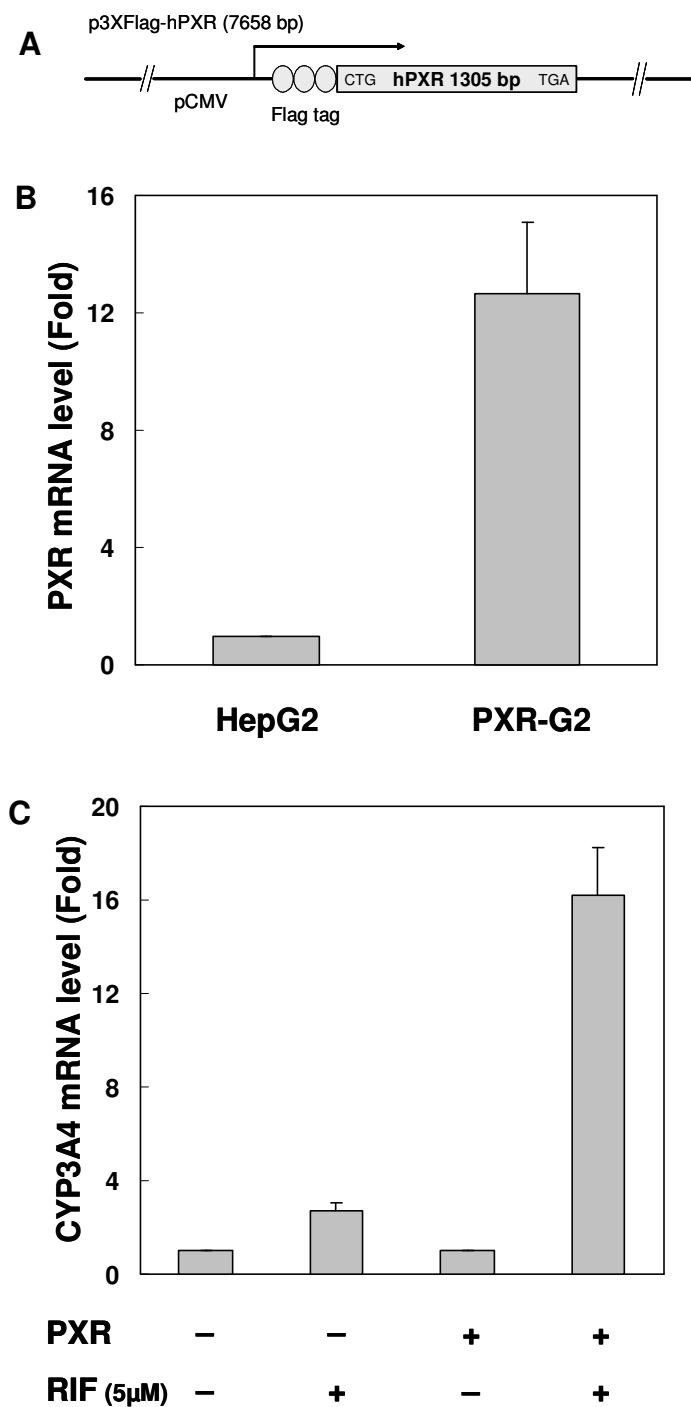 A
p3XFlag-hPXR (7658 bp)
CTG hPXR 1305 bp TGA
pCMV
Flag tag
B
PXR mRNA level (Fold)
16
12
8
4
0
HepG2 PXR-G2
C
CYP3A4 mRNA level (Fold)
20
16
12
8
4
0
PXR − − + +
RIF (5µM) − + − +